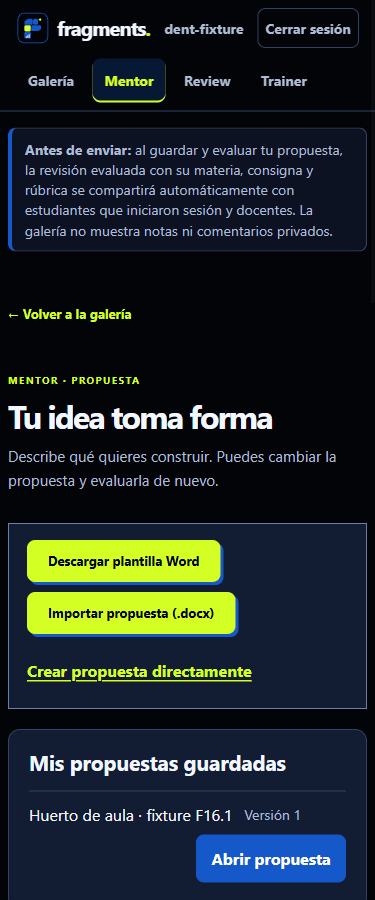 fragments.
dent-fixture
Cerrar sesión
Galería
Mentor
Review
Trainer
Antes de enviar: al guardar y evaluar tu propuesta,
la revisión evaluada con su materia, consigna y
rúbrica se compartirá automáticamente con
estudiantes que iniciaron sesión y docentes. La
galería no muestra notas ni comentarios privados.
← Volver a la galería
MENTOR · PROPUESTA
Tu idea toma forma
Describe qué quieres construir. Puedes cambiar la
propuesta y evaluarla de nuevo.
Descargar plantilla Word
Importar propuesta (.docx)
Crear propuesta directamente
Mis propuestas guardadas
Huerto de aula · fixture F16.1 Versión 1
Abrir propuesta